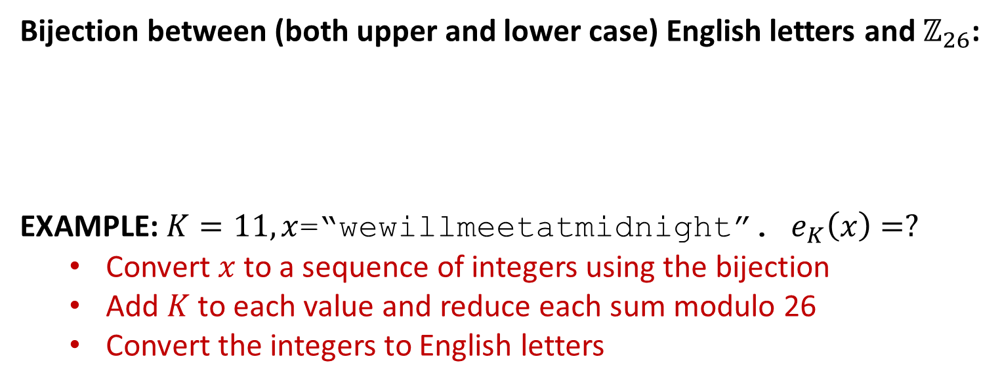 Bijection between (both upper and lower case) English letters and ℤ₂₆:
EXAMPLE: K = 11, x=‟wewillmeetatmidnight”. e_K(x) =?
• Convert x to a sequence of integers using the bijection
• Add K to each value and reduce each sum modulo 26
• Convert the integers to English letters